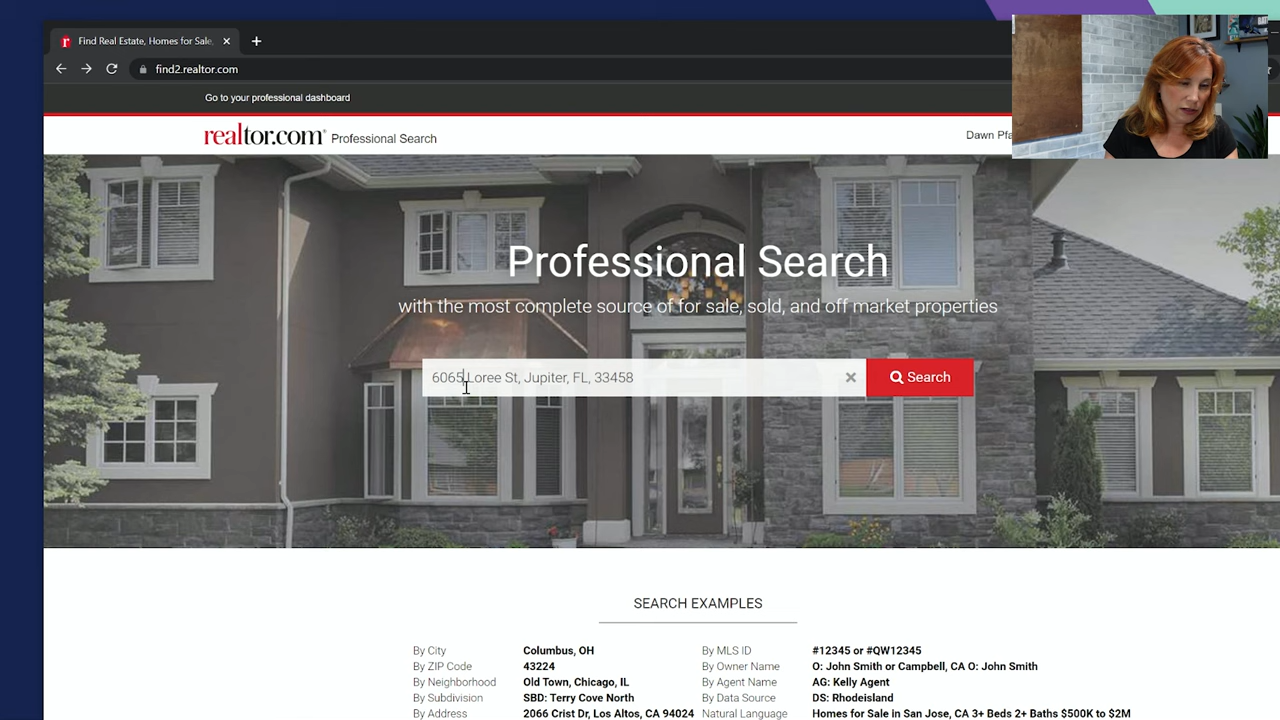 Find Real Estate, Homes for Sale,
find2.realtor.com
Go to your professional dashboard
realtor.com® Professional Search
Dawn
Professional Search
with the most complete source of for sale, sold, and off market properties
6065 Loree St, Jupiter, FL, 33458
Search
SEARCH EXAMPLES
By City Columbus, OH By MLS ID #12345 or #QW12345
By ZIP Code 43224 By Owner Name O: John Smith or Campbell, CA O: John Smith
By Neighborhood Old Town, Chicago, IL By Agent Name AG: Kelly Agent
By Subdivision SBD: Terry Cove North By Data Source DS: Rhodeisland
By Address 2066 Crist Dr, Los Altos, CA 94024 Natural Language Homes for Sale in San Jose, CA 3+ Beds 2+ Baths $500K to $2M